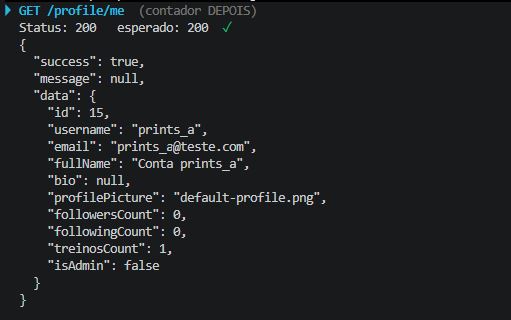 GET /profile/me (contador DEPOIS)
Status: 200 esperado: 200 ✓
{
"success": true,
"message": null,
"data": {
"id": 15,
"username": "prints_a",
"email": "prints_a@teste.com",
"fullName": "Conta prints_a",
"bio": null,
"profilePicture": "default-profile.png",
"followersCount": 0,
"followingCount": 0,
"treinosCount": 1,
"isAdmin": false
}
}